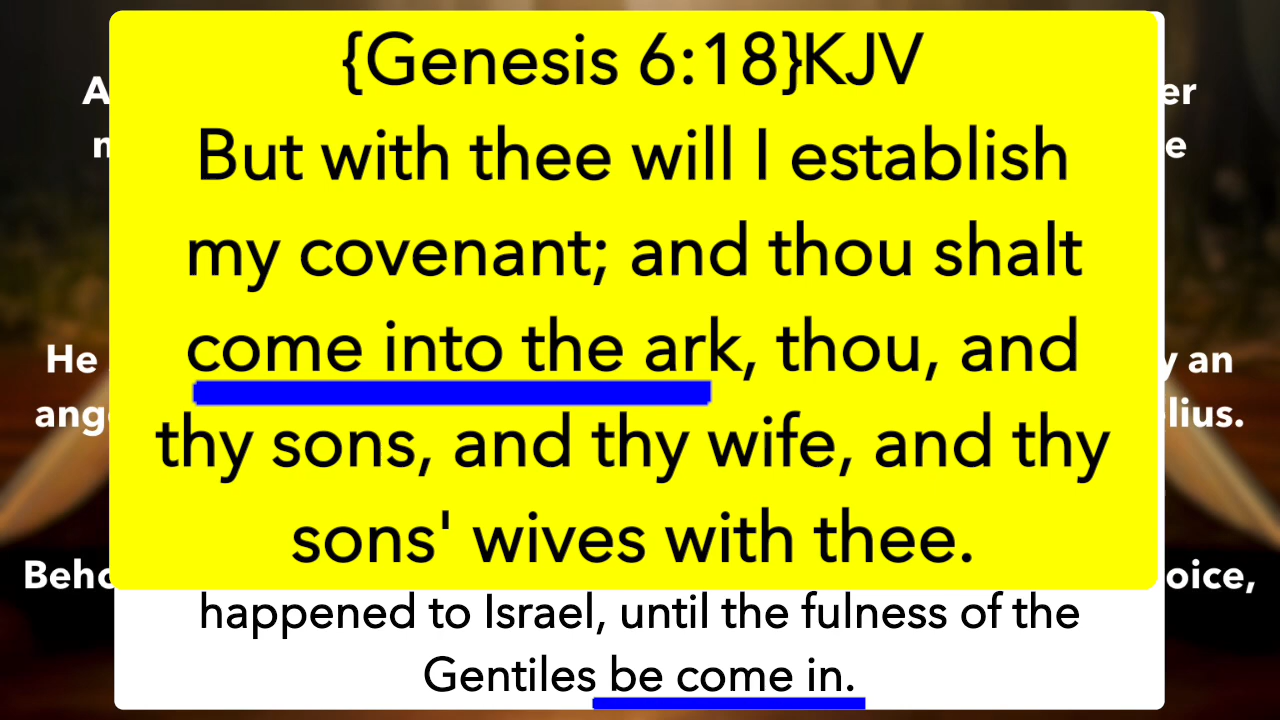 {Genesis 6:18}KJV
But with thee will I establish
my covenant; and thou shalt
come into the ark, thou, and
thy sons, and thy wife, and thy
sons' wives with thee.
happened to Israel, until the fulness of the
Gentiles be come in.
He
an